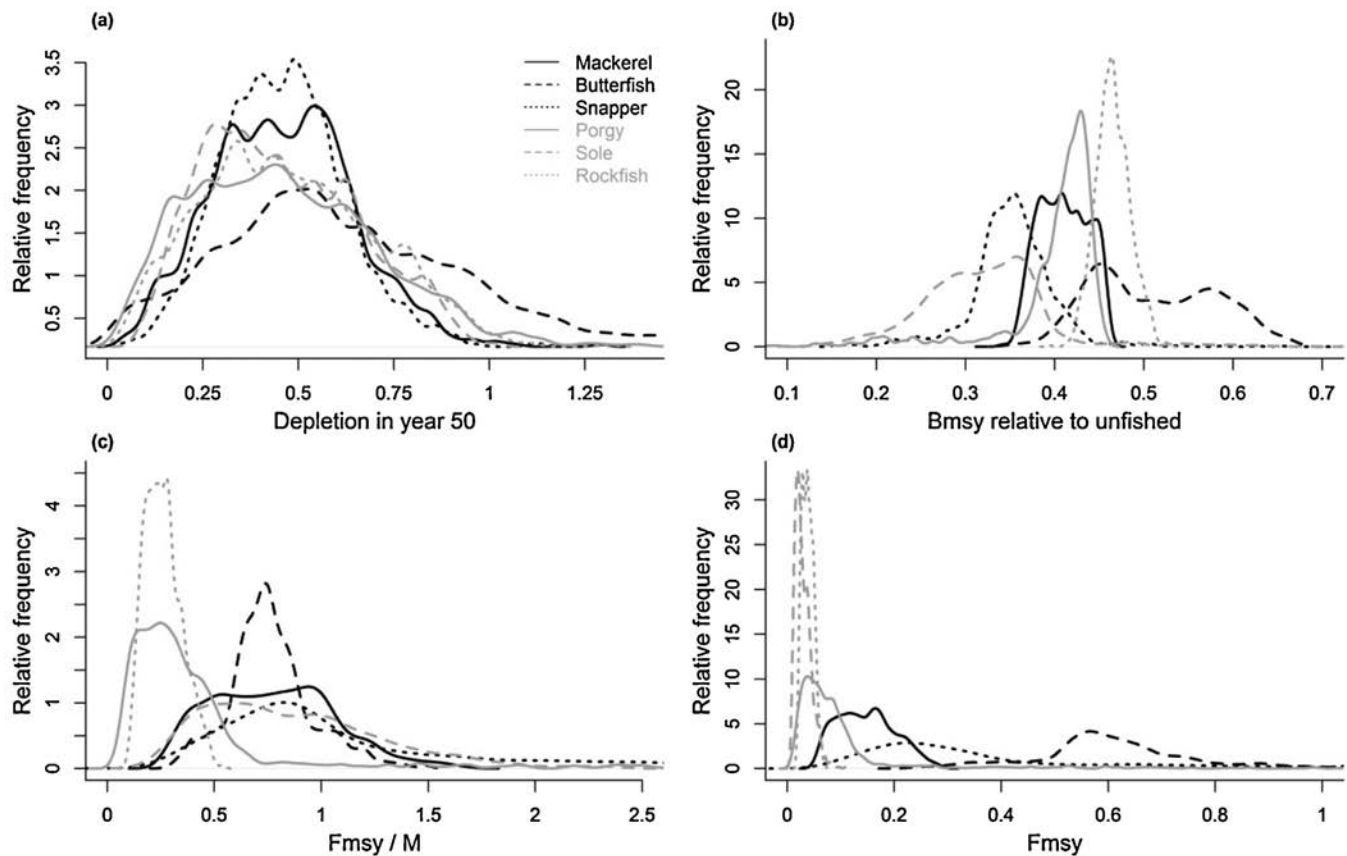 (a)
Relative frequency
3.5
3
2.5
2
1.5
1
0.5
Mackerel
Butterfish
Snapper
Porgy
Sole
Rockfish
0 0.25 0.5 0.75 1 1.25
Depletion in year 50
(b)
Relative frequency
20
15
10
5
0
0.1 0.2 0.3 0.4 0.5 0.6 0.7
Bmsy relative to unfished
(c)
Relative frequency
4
3
2
1
0
0 0.5 1 1.5 2 2.5
Fmsy / M
(d)
Relative frequency
30
25
20
15
10
5
0
0 0.2 0.4 0.6 0.8 1
Fmsy